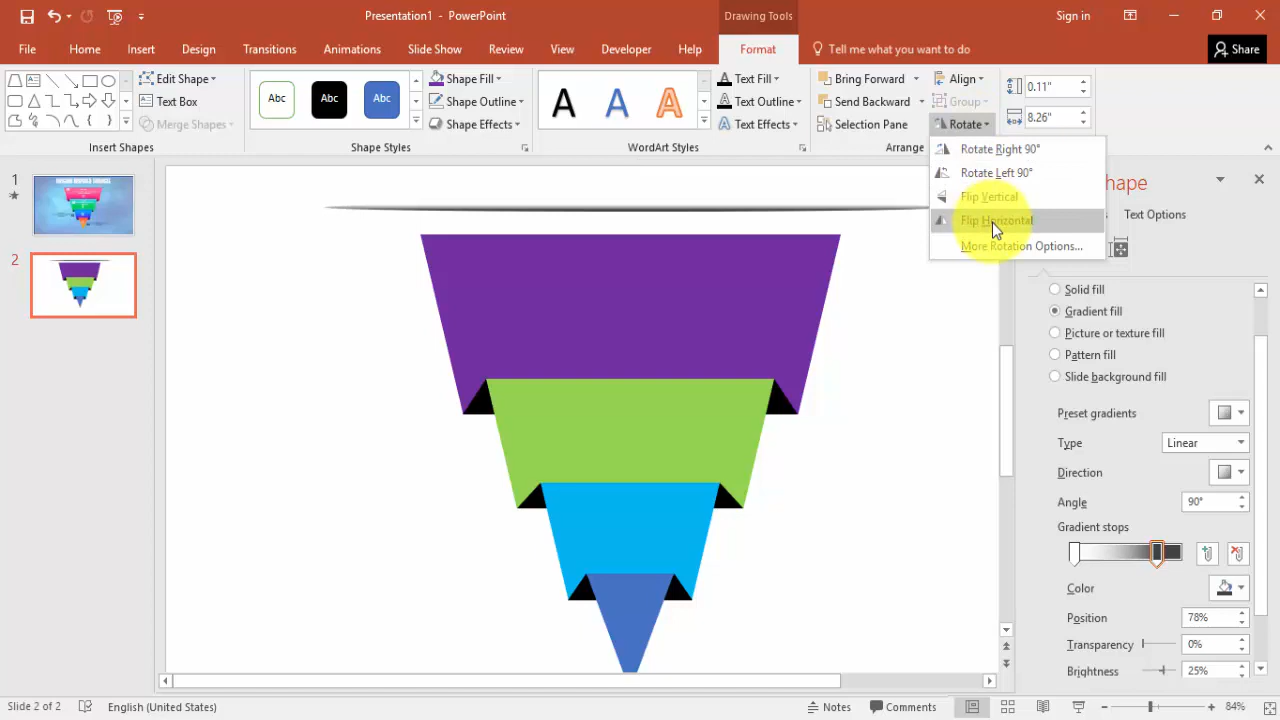 Presentation1 - PowerPoint
Drawing Tools
Sign in
File
Home
Insert
Design
Transitions
Animations
Slide Show
Review
View
Developer
Help
Format
Tell me what you want to do
Share
Edit Shape
Text Box
Merge Shapes
Insert Shapes
Abc
Abc
Abc
Shape Fill
Shape Outline
Shape Effects
Shape Styles
A
A
A
Text Fill
Text Outline
Text Effects
WordArt Styles
Bring Forward
Send Backward
Selection Pane
Align
Group
Rotate
Arrange
0.11"
8.26"
Rotate Right 90°
Rotate Left 90°
Flip Vertical
Flip Horizontal
More Rotation Options...
Shape
Text Options
Solid fill
Gradient fill
Picture or texture fill
Pattern fill
Slide background fill
Preset gradients
Type
Linear
Direction
Angle
90°
Gradient stops
Color
Position
78%
Transparency
0%
Brightness
25%
1
2
Slide 2 of 2
English (United States)
Notes
Comments
84%